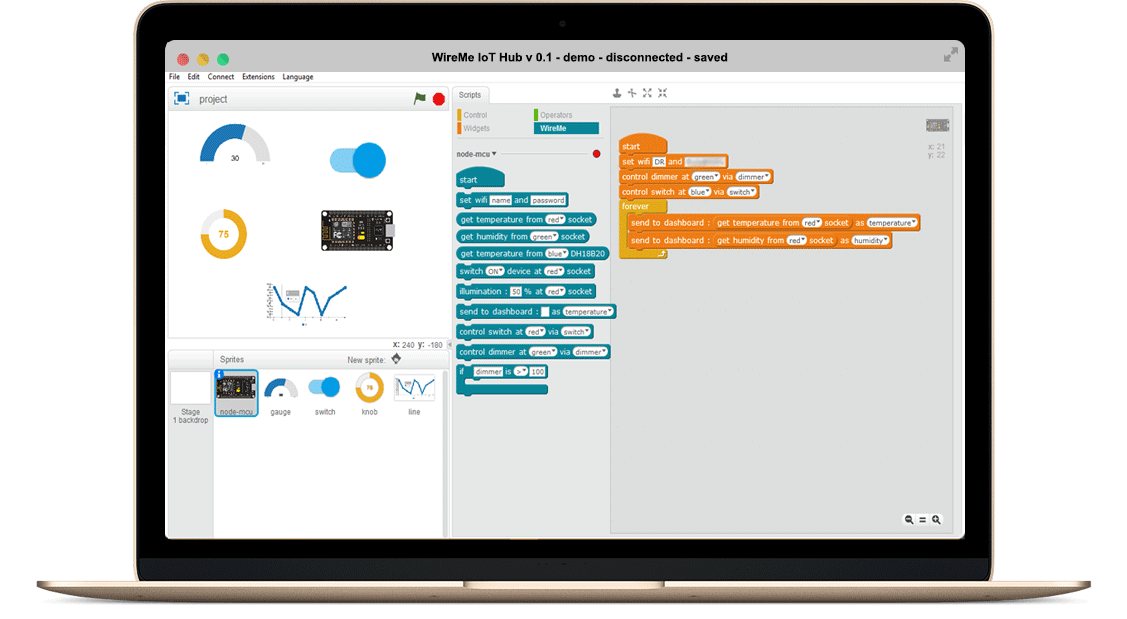 WireMe IoT Hub v 0.1 - demo - disconnected - saved
File Edit Connect Extensions Language
project
30
75
x: 240 y: -180
Sprites New sprite:
Stage
1 backdrop
node-mcu gauge switch knob line
Scripts
Control Operators
Widgets WireMe
node-mcu
start
set wifi name and password
get temperature from red socket
get humidity from green socket
get temperature from blue DH18B20
switch ON device at red socket
illumination : 50 % at red socket
send to dashboard : as temperature
control switch at red via switch
control dimmer at green via dimmer
if dimmer is > 100
start
set wifi DR and
control dimmer at green via dimmer
control switch at blue via switch
forever
send to dashboard : get temperature from red socket as temperature
send to dashboard : get humidity from red socket as humidity
x: 21
y: 22